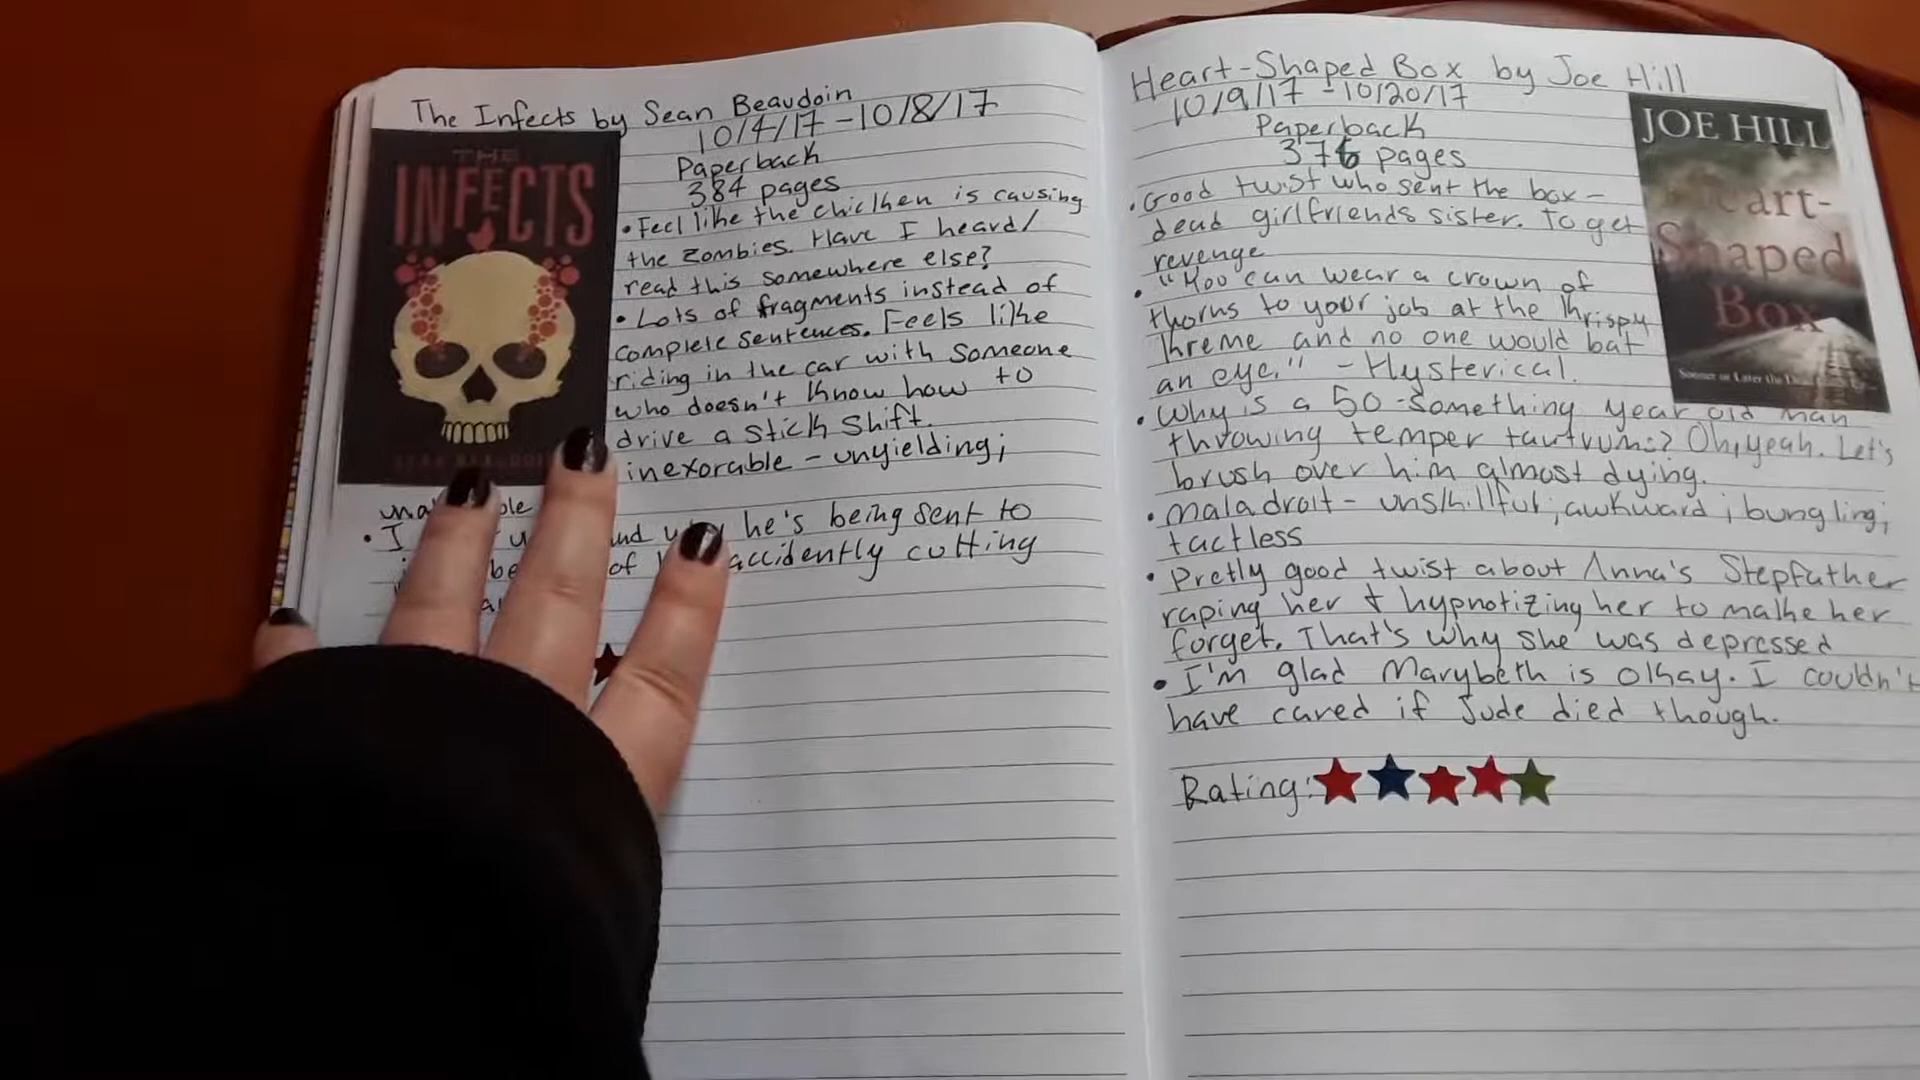 The Infects by Sean Beaudoin
10/4/17 - 10/8/17
Paperback
384 pages
THE
INFECTS
• Feel like the chicken is causing
the zombies. Have I heard/
read this somewhere else?
• Lots of fragments instead of
complete sentences. Feels like
riding in the car with someone
who doesn't know how to
drive a stick shift.
inexorable - unyielding;
• I he's being sent to
of accidently cutting
Heart-Shaped Box by Joe Hill
10/9/17 - 10/20/17
Paperback
376 pages
JOE HILL
Heart-
Shaped
Box
• Good twist who sent the box -
dead girlfriends sister. To get
revenge
• "You can wear a crown of
thorns to your job at the Krispy
Kreme and no one would bat
an eye." - Hysterical.
• Why is a 50-something year old man
throwing temper tantrums? Oh, yeah. Let's
brush over him almost dying.
• maladroit - unskillful; awkward; bungling;
tactless
• Pretty good twist about Anna's Stepfather
raping her & hypnotizing her to make her
forget. That's why she was depressed
• I'm glad Marybeth is okay. I couldn't
have cared if Jude died though.
Rating: